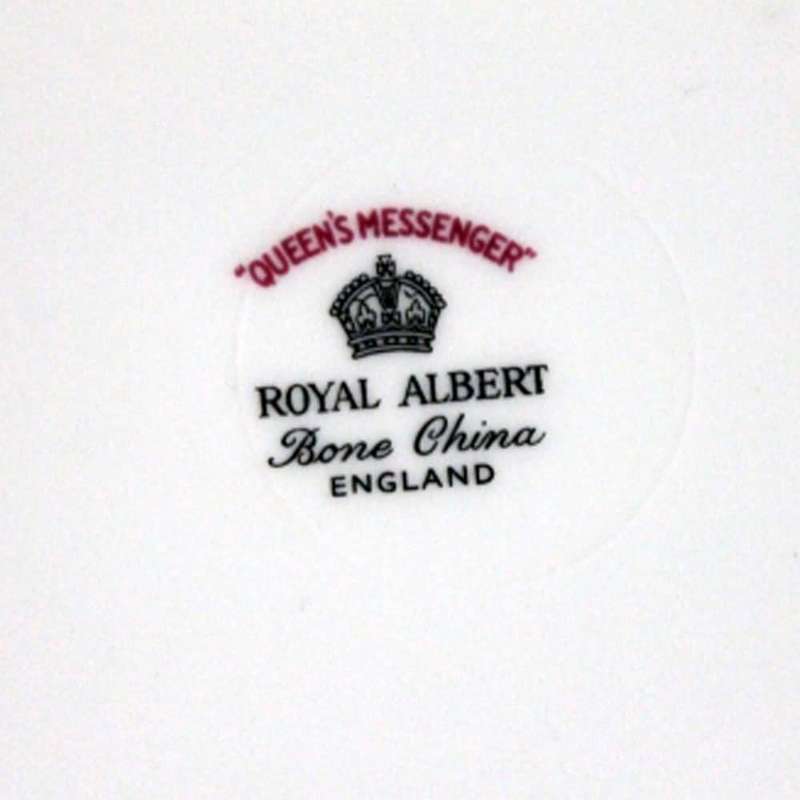 "QUEEN'S MESSENGER"
ROYAL ALBERT
Bone China
ENGLAND